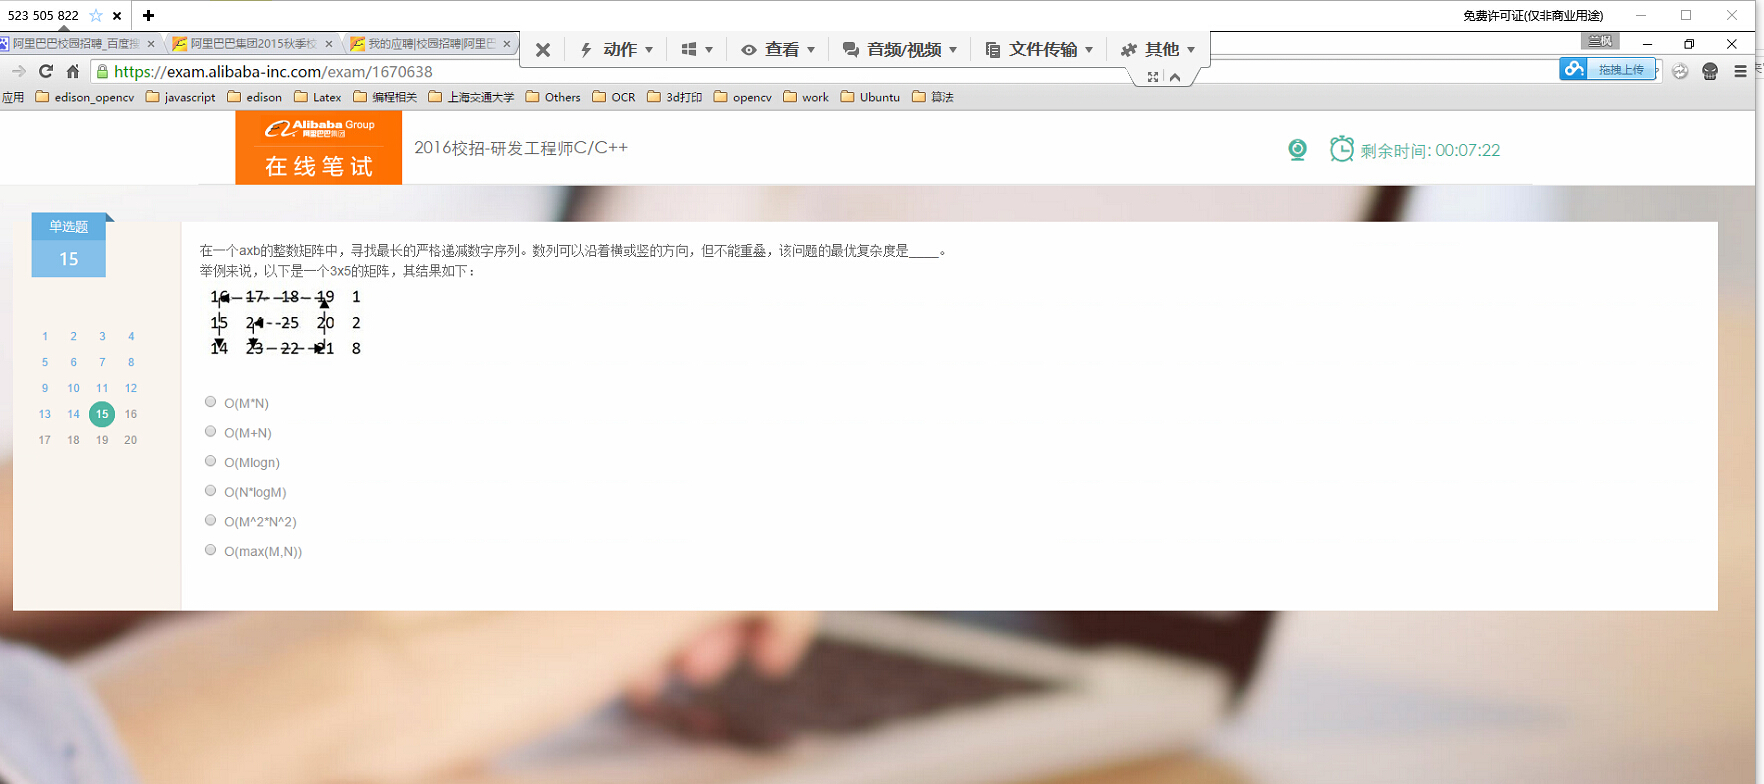 523 505 822
免费许可证(仅非商业用途)
阿里巴巴校园招聘_百度搜
阿里巴巴集团2015秋季校
我的应聘|校园招聘|阿里巴
动作
查看
音频/视频
文件传输
其他
兰枫
https://exam.alibaba-inc.com/exam/1670638
拖拽上传
应用
edison_opencv
javascript
edison
Latex
编程相关
上海交通大学
Others
OCR
3d打印
opencv
work
Ubuntu
算法
Alibaba Group
阿里巴巴集团
在线笔试
2016校招-研发工程师C/C++
剩余时间: 00:07:22
单选题
15
1 2 3 4
5 6 7 8
9 10 11 12
13 14 15 16
17 18 19 20
在一个axb的整数矩阵中，寻找最长的严格递减数字序列。数列可以沿着横或竖的方向，但不能重叠，该问题的最优复杂度是____。
举例来说，以下是一个3x5的矩阵，其结果如下：
16 17 18 19 1
15 24 25 20 2
14 23 22 21 8
O(M*N)
O(M+N)
O(Mlogn)
O(N*logM)
O(M^2*N^2)
O(max(M,N))